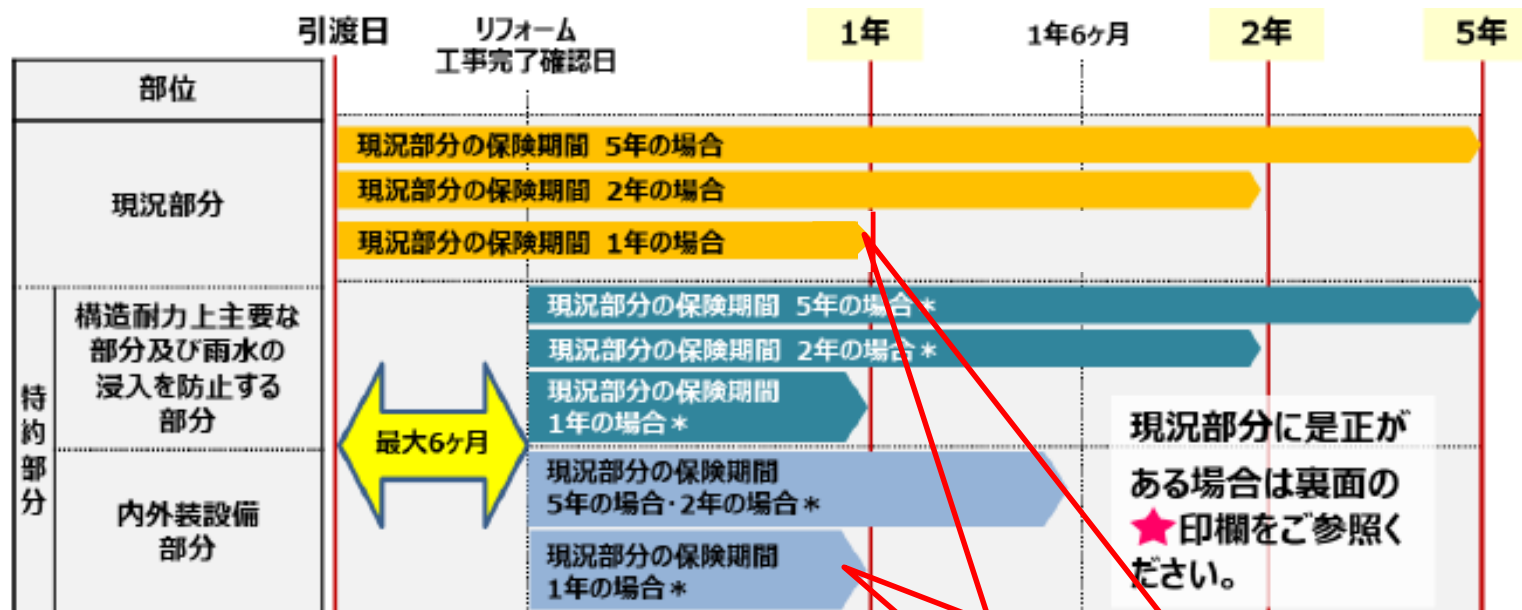 引渡日
リフォーム
工事完了確認日
1年
1年6ヶ月
2年
5年
部位
現況部分
現況部分の保険期間 5年の場合
現況部分の保険期間 2年の場合
現況部分の保険期間 1年の場合
特約部分
構造耐力上主要な
部分及び雨水の
浸入を防止する
部分
現況部分の保険期間 5年の場合*
現況部分の保険期間 2年の場合*
現況部分の保険期間
1年の場合*
最大6ヶ月
内外装設備
部分
現況部分の保険期間
5年の場合・2年の場合*
現況部分の保険期間
1年の場合*
現況部分に是正が
ある場合は裏面の
★印欄をご参照く
ださい。